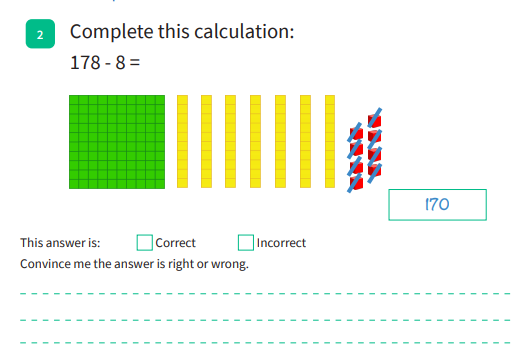 2 Complete this calculation:
178 - 8 =
170
This answer is: Correct Incorrect
Convince me the answer is right or wrong.